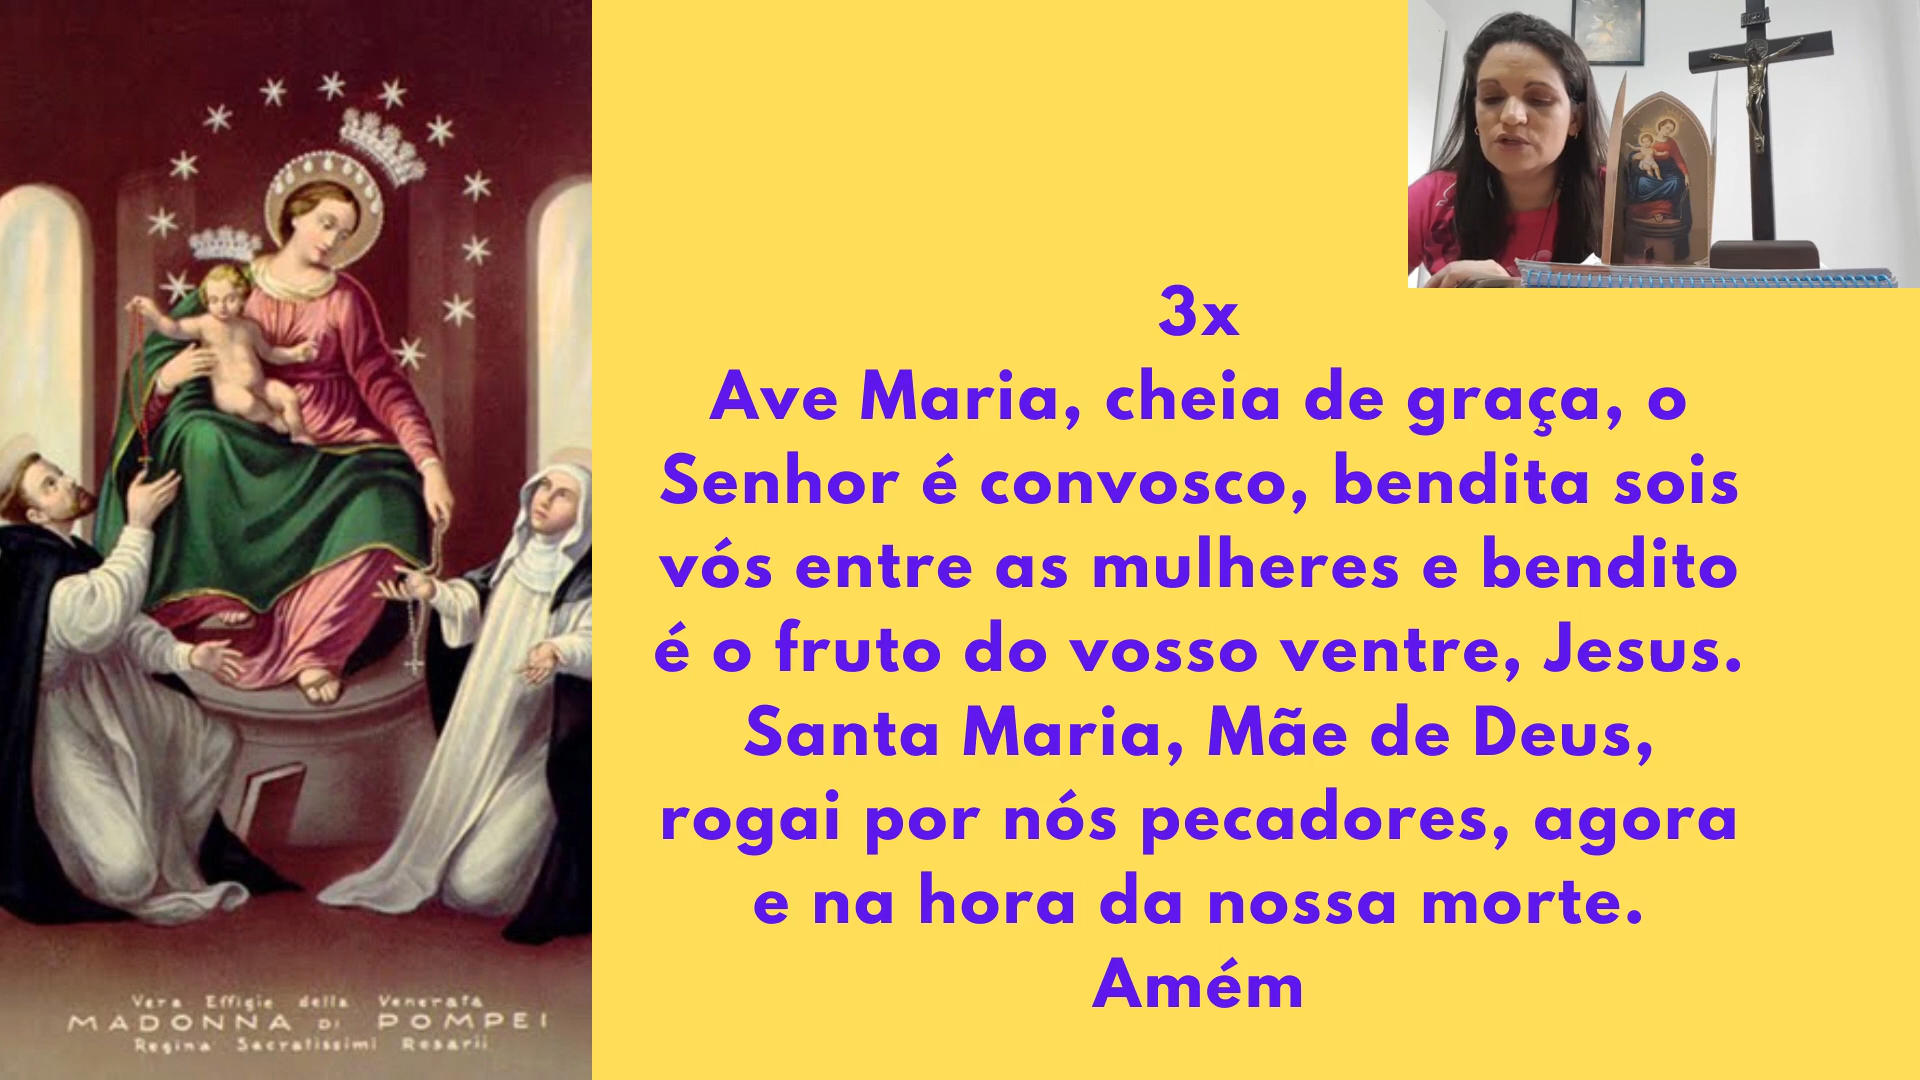 3x
Ave Maria, cheia de graça, o
Senhor é convosco, bendita sois
vós entre as mulheres e bendito
é o fruto do vosso ventre, Jesus.
Santa Maria, Mãe de Deus,
rogai por nós pecadores, agora
e na hora da nossa morte.
Amém
Vera Effigie della Venerata
MADONNA DI POMPEI
Regina Sacratissimi Rosarii